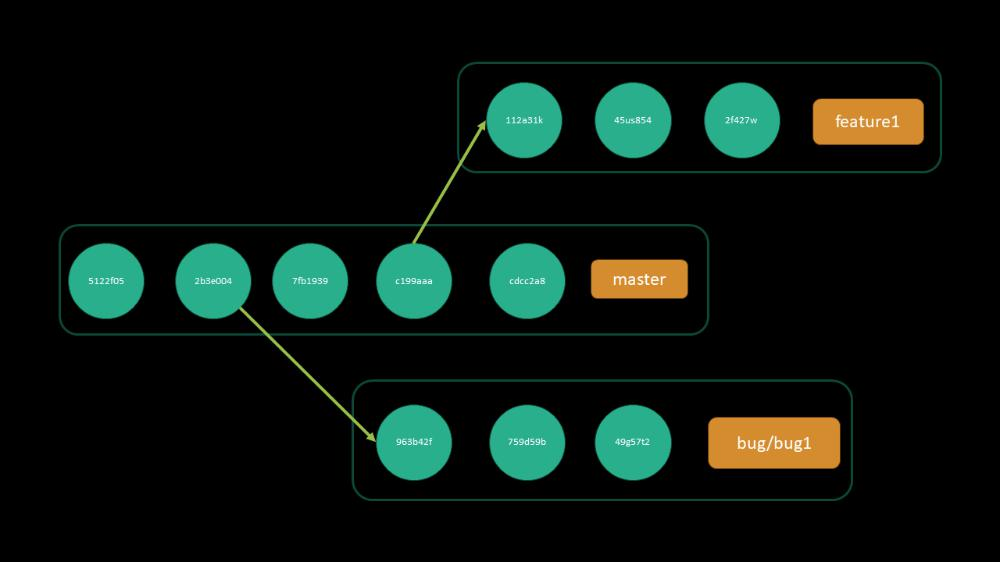 112a31k
45us854
2f427w
feature1
5122f05
2b3e004
7fb1939
c199aaa
cdcc2a8
master
963b42f
759d59b
49g57t2
bug/bug1